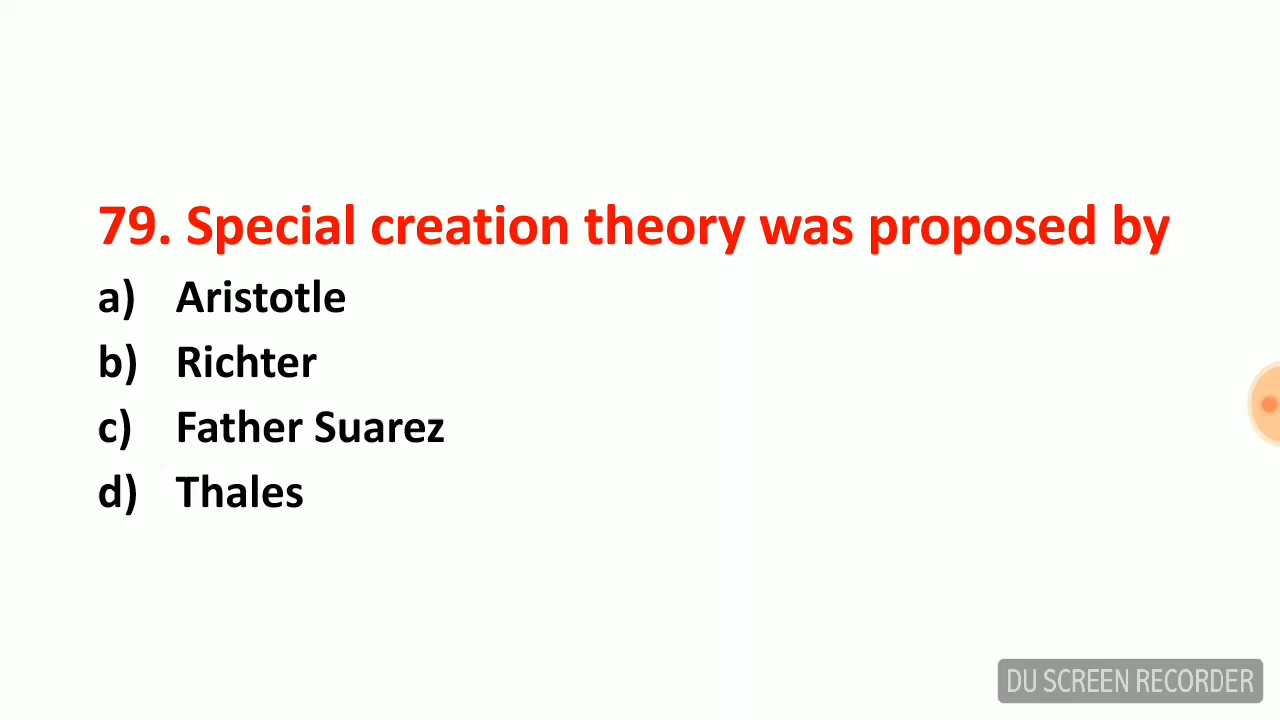 79. Special creation theory was proposed by
a) Aristotle
b) Richter
c) Father Suarez
d) Thales
DU SCREEN RECORDER